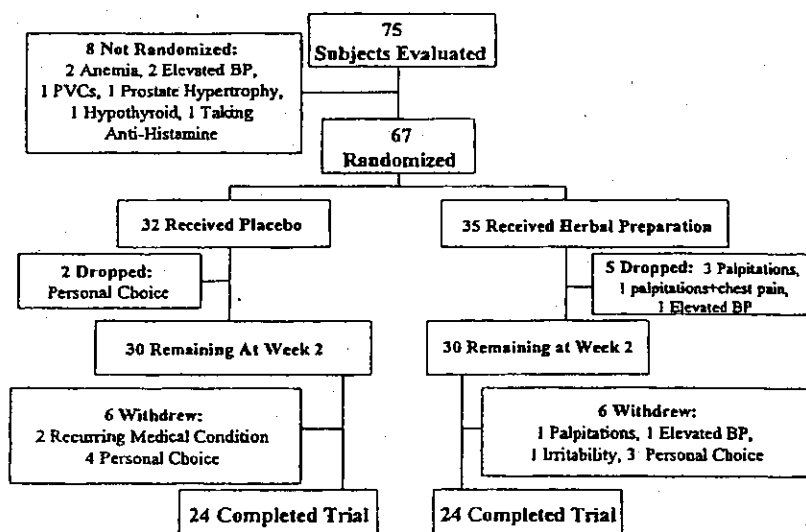 75
Subjects Evaluated
8 Not Randomized:
2 Anemia, 2 Elevated BP,
1 PVCs, 1 Prostate Hypertrophy,
1 Hypothyroid, 1 Taking
Anti-Histamine
67
Randomized
32 Received Placebo
35 Received Herbal Preparation
2 Dropped:
Personal Choice
5 Dropped: 3 Palpitations,
1 palpitations+chest pain,
1 Elevated BP
30 Remaining At Week 2
30 Remaining at Week 2
6 Withdrew:
2 Recurring Medical Condition
4 Personal Choice
6 Withdrew:
1 Palpitations, 1 Elevated BP,
1 Irritability, 3 Personal Choice
24 Completed Trial
24 Completed Trial